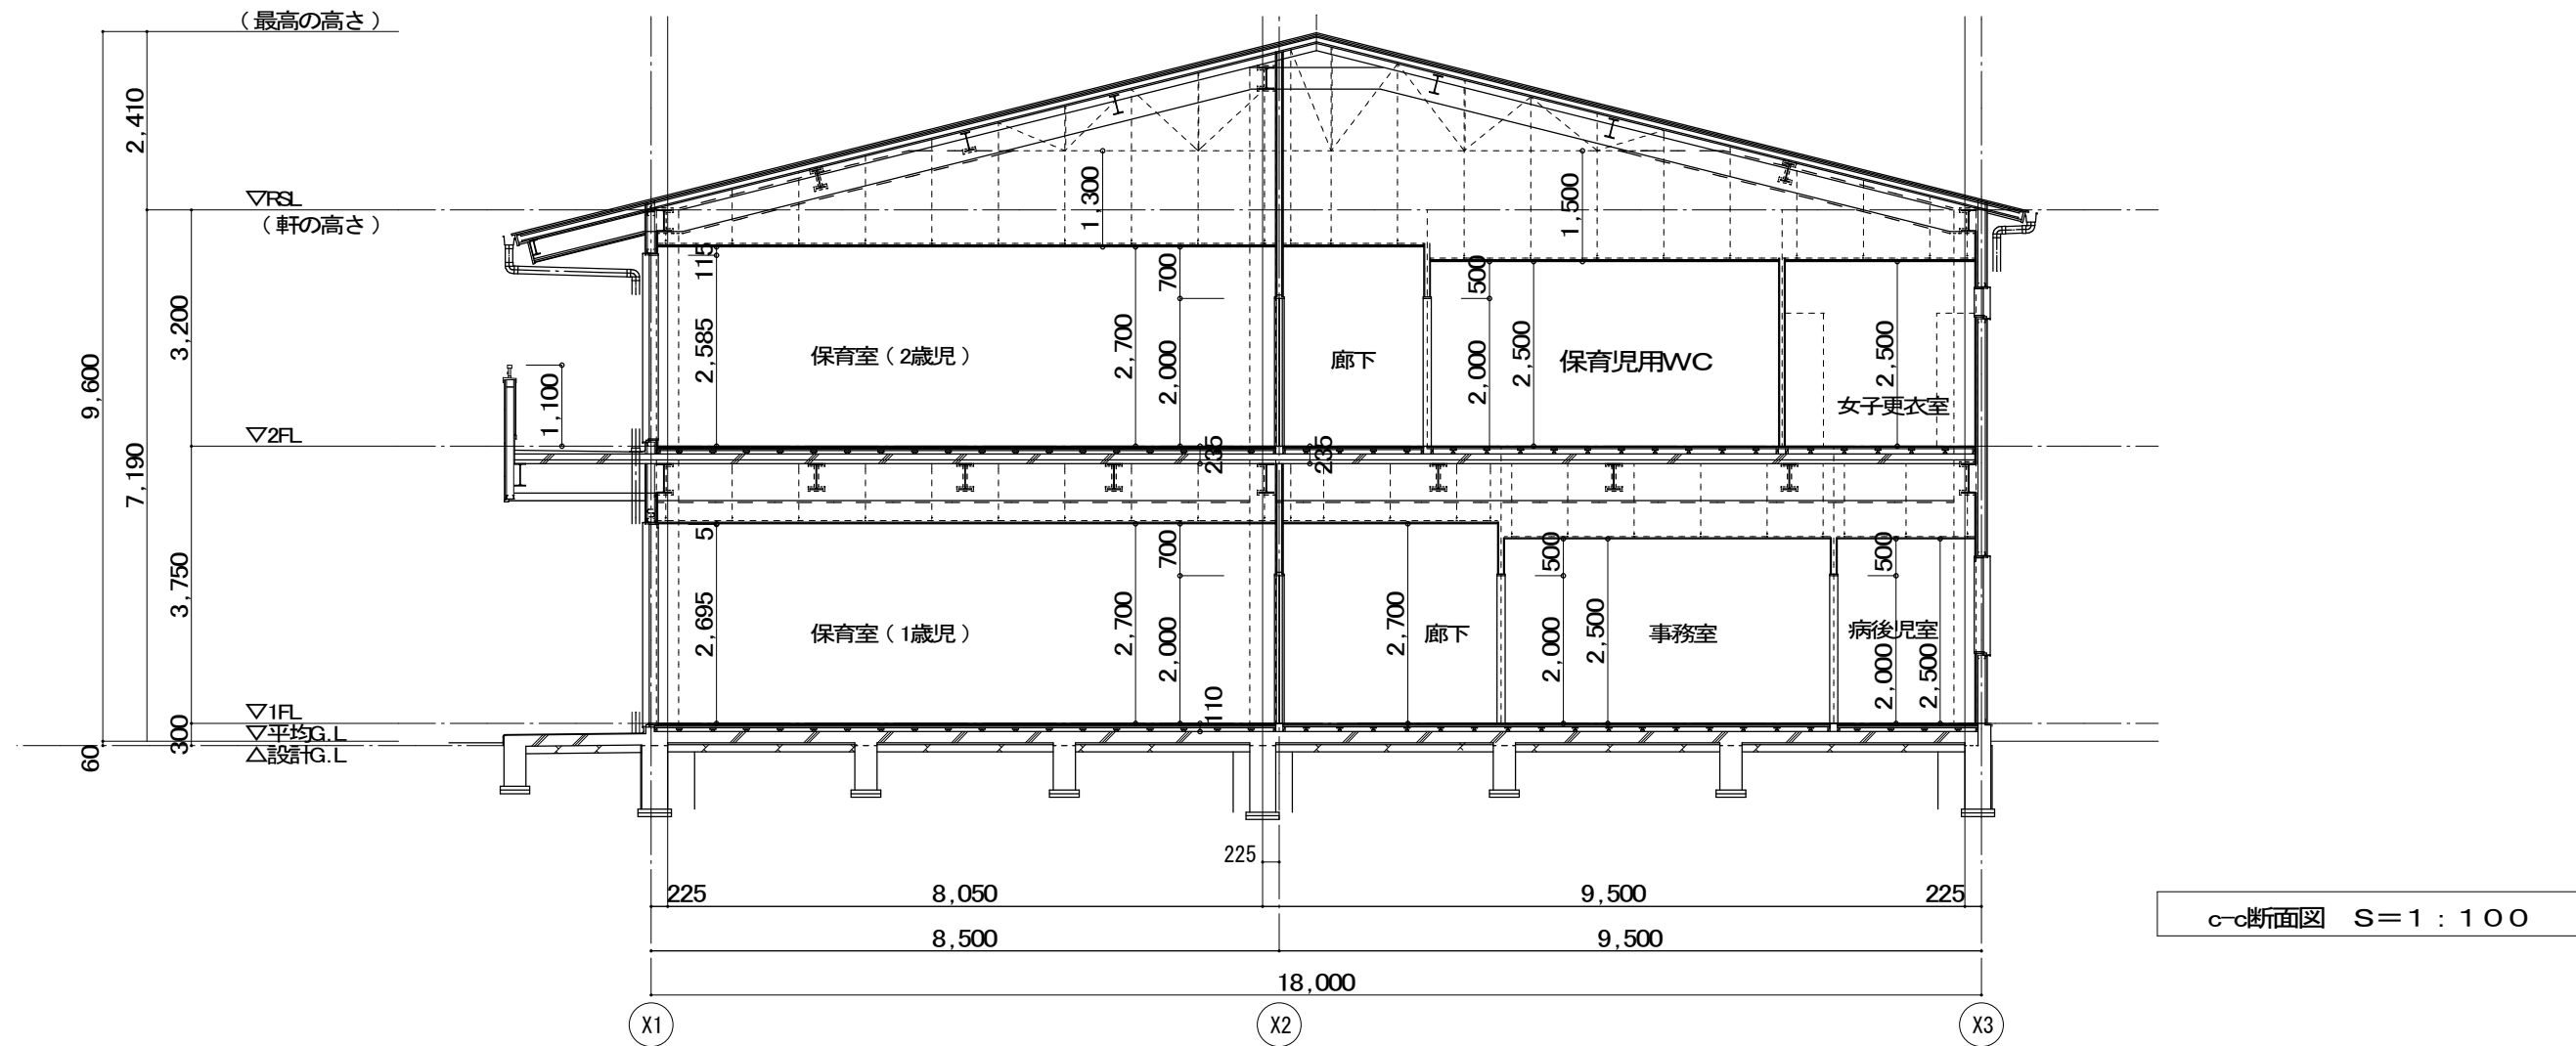 （最高の高さ）
2,410
▽RSL
（軒の高さ）
1,300
1,500
115
700
500
3,200
2,585
2,700
2,000
2,000
2,500
2,500
保育室（2歳児）
廊下
保育児用WC
女子更衣室
9,600
1,100
7,190
▽2FL
235
235
5
700
500
500
3,750
2,695
2,700
2,000
2,700
2,000
2,500
2,000
2,500
保育室（1歳児）
廊下
事務室
病後児室
110
▽1FL
300
▽平均G.L
60
△設計G.L
225
225
8,050
9,500
225
8,500
9,500
18,000
X1
X2
X3
c-c断面図　S＝1：100